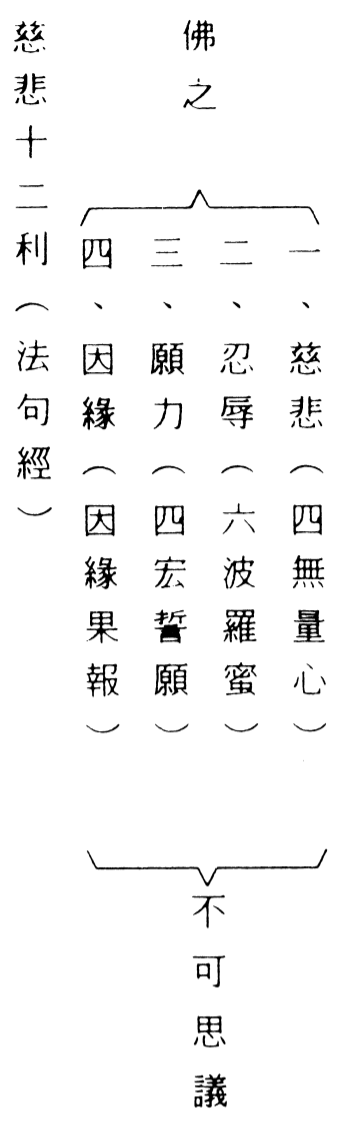 佛之
一、慈悲（四無量心）
二、忍辱（六波羅蜜）
三、願力（四宏誓願）
四、因緣（因緣果報）
不可思議
慈悲十二利（法句經）